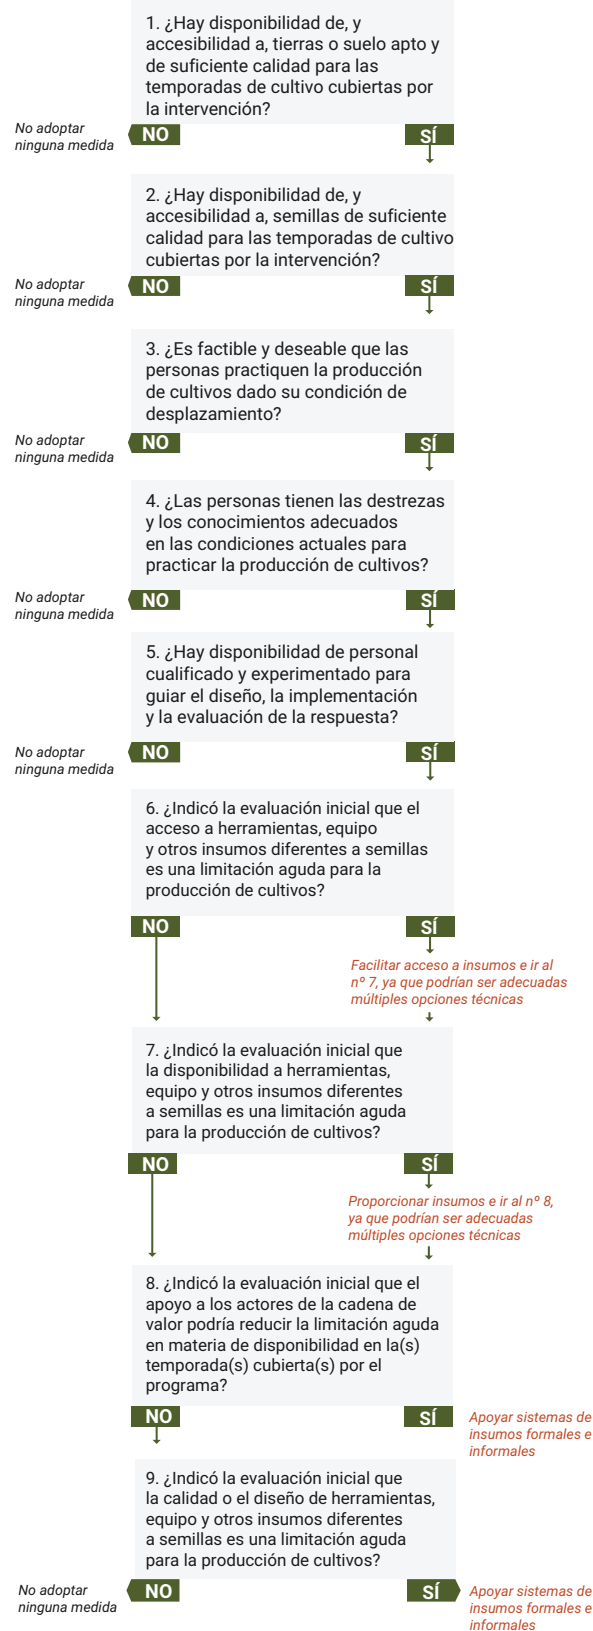 1. ¿Hay disponibilidad de, y
accesibilidad a, tierras o suelo apto y
de suficiente calidad para las
temporadas de cultivo cubiertas por
la intervención?
No adoptar
ninguna medida
NO
SÍ
2. ¿Hay disponibilidad de, y
accesibilidad a, semillas de suficiente
calidad para las temporadas de cultivo
cubiertas por la intervención?
No adoptar
ninguna medida
NO
SÍ
3. ¿Es factible y deseable que las
personas practiquen la producción
de cultivos dado su condición de
desplazamiento?
No adoptar
ninguna medida
NO
SÍ
4. ¿Las personas tienen las destrezas
y los conocimientos adecuados
en las condiciones actuales para
practicar la producción de cultivos?
No adoptar
ninguna medida
NO
SÍ
5. ¿Hay disponibilidad de personal
cualificado y experimentado para
guiar el diseño, la implementación
y la evaluación de la respuesta?
No adoptar
ninguna medida
NO
SÍ
6. ¿Indicó la evaluación inicial que el
acceso a herramientas, equipo
y otros insumos diferentes a semillas
es una limitación aguda para la
producción de cultivos?
NO
SÍ
Facilitar acceso a insumos e ir al
nº 7, ya que podrían ser adecuadas
múltiples opciones técnicas
7. ¿Indicó la evaluación inicial que
la disponibilidad a herramientas,
equipo y otros insumos diferentes
a semillas es una limitación aguda
para la producción de cultivos?
NO
SÍ
Proporcionar insumos e ir al nº 8,
ya que podrían ser adecuadas
múltiples opciones técnicas
8. ¿Indicó la evaluación inicial que el
apoyo a los actores de la cadena de
valor podría reducir la limitación aguda
en materia de disponibilidad en la(s)
temporada(s) cubierta(s) por el
programa?
NO
SÍ
Apoyar sistemas de
insumos formales e
informales
9. ¿Indicó la evaluación inicial que
la calidad o el diseño de herramientas,
equipo y otros insumos diferentes
a semillas es una limitación aguda
para la producción de cultivos?
No adoptar
ninguna medida
NO
SÍ
Apoyar sistemas de
insumos formales e
informales